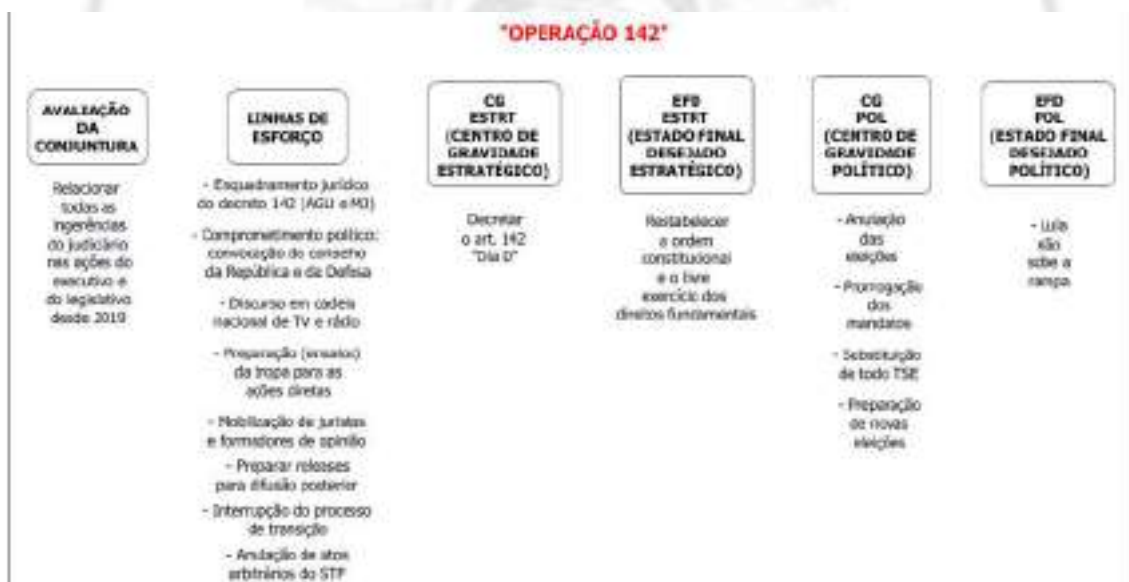 "OPERAÇÃO 142"
AVALIAÇÃO
DA
CONJUNTURA
Relacionar
todas as
ingerências
do judiciário
nas ações do
executivo e
do legislativo
desde 2019
LINHAS DE
ESFORÇO
- Enquadramento jurídico
do decreto 142 (AGU e MJ)
- Comprometimento político:
convocação do conselho
da República e da Defesa
- Discurso em cadeia
nacional de TV e rádio
- Preparação (ensaios)
da tropa para as
ações diretas
- Mobilização de juristas
e formadores de opinião
- Preparar releases
para difusão posterior
- Interrupção do processo
de transição
- Anulação de atos
arbitrários do STF
CG
ESTRT
(CENTRO DE
GRAVIDADE
ESTRATÉGICO)
Decretar
o art. 142
"Dia D"
EFD
ESTRT
(ESTADO FINAL
DESEJADO
ESTRATÉGICO)
Restabelecer
a ordem
constitucional
e o livre
exercício dos
direitos fundamentais
CG
POL
(CENTRO DE
GRAVIDADE
POLÍTICO)
- Anulação
das
eleições
- Prorrogação
dos
mandatos
- Substituição
de todo TSE
- Preparação
de novas
eleições
EFD
POL
(ESTADO FINAL
DESEJADO
POLÍTICO)
- Lula
não
sobe a
rampa